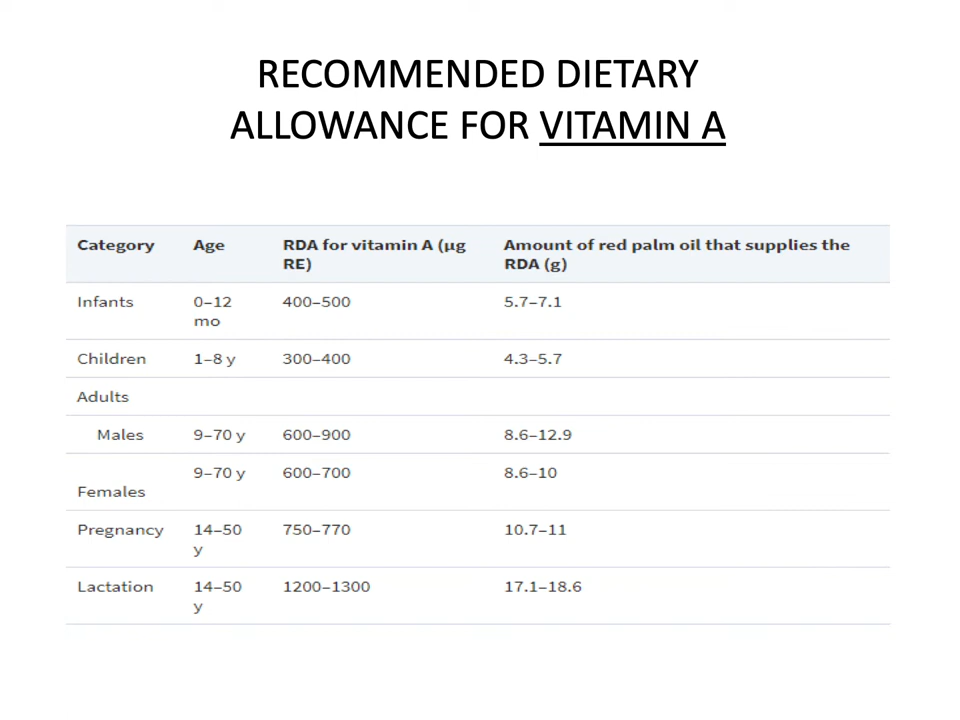 RECOMMENDED DIETARY
ALLOWANCE FOR VITAMIN A
Category Age RDA for vitamin A (µg RE) Amount of red palm oil that supplies the RDA (g)
Infants 0–12 mo 400–500 5.7–7.1
Children 1–8 y 300–400 4.3–5.7
Adults
Males 9–70 y 600–900 8.6–12.9
Females 9–70 y 600–700 8.6–10
Pregnancy 14–50 y 750–770 10.7–11
Lactation 14–50 y 1200–1300 17.1–18.6